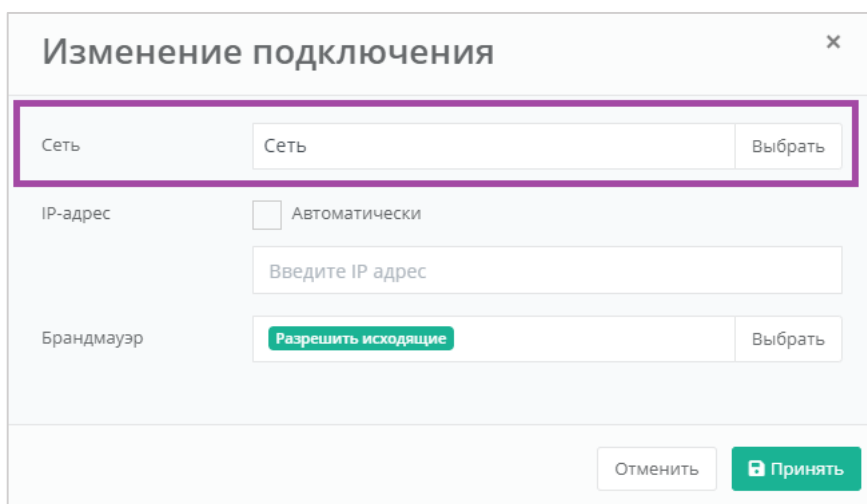 Изменение подключения ×
Сеть Сеть Выбрать
IP-адрес Автоматически
Введите IP адрес
Брандмауэр Разрешить исходящие Выбрать
Отменить Принять